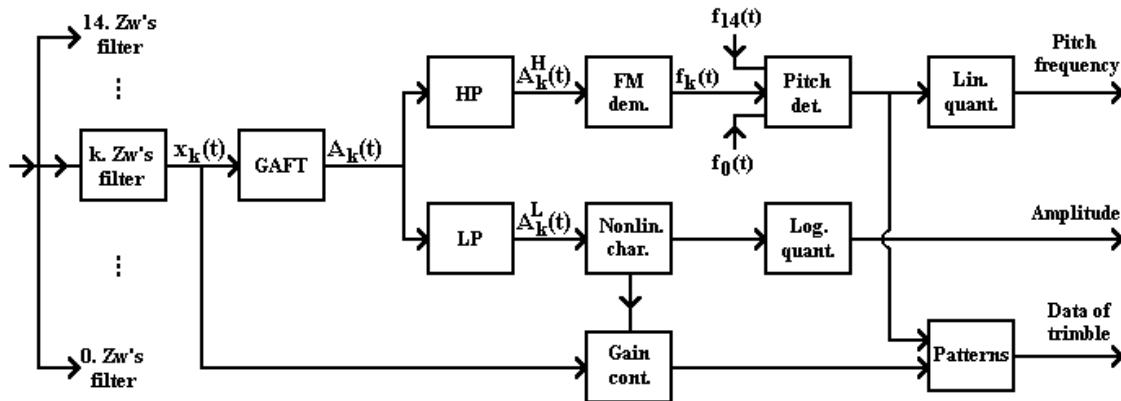 14. Zw's
filter
k. Zw's
filter
0. Zw's
filter
x_k(t)
GAFT
A_k(t)
HP
A_k^H(t)
FM
dem.
f_k(t)
f_14(t)
Pitch
det.
f_0(t)
Lin.
quant.
Pitch
frequency
LP
A_k^L(t)
Nonlin.
char.
Log.
quant.
Amplitude
Gain
cont.
Patterns
Data of
trimble